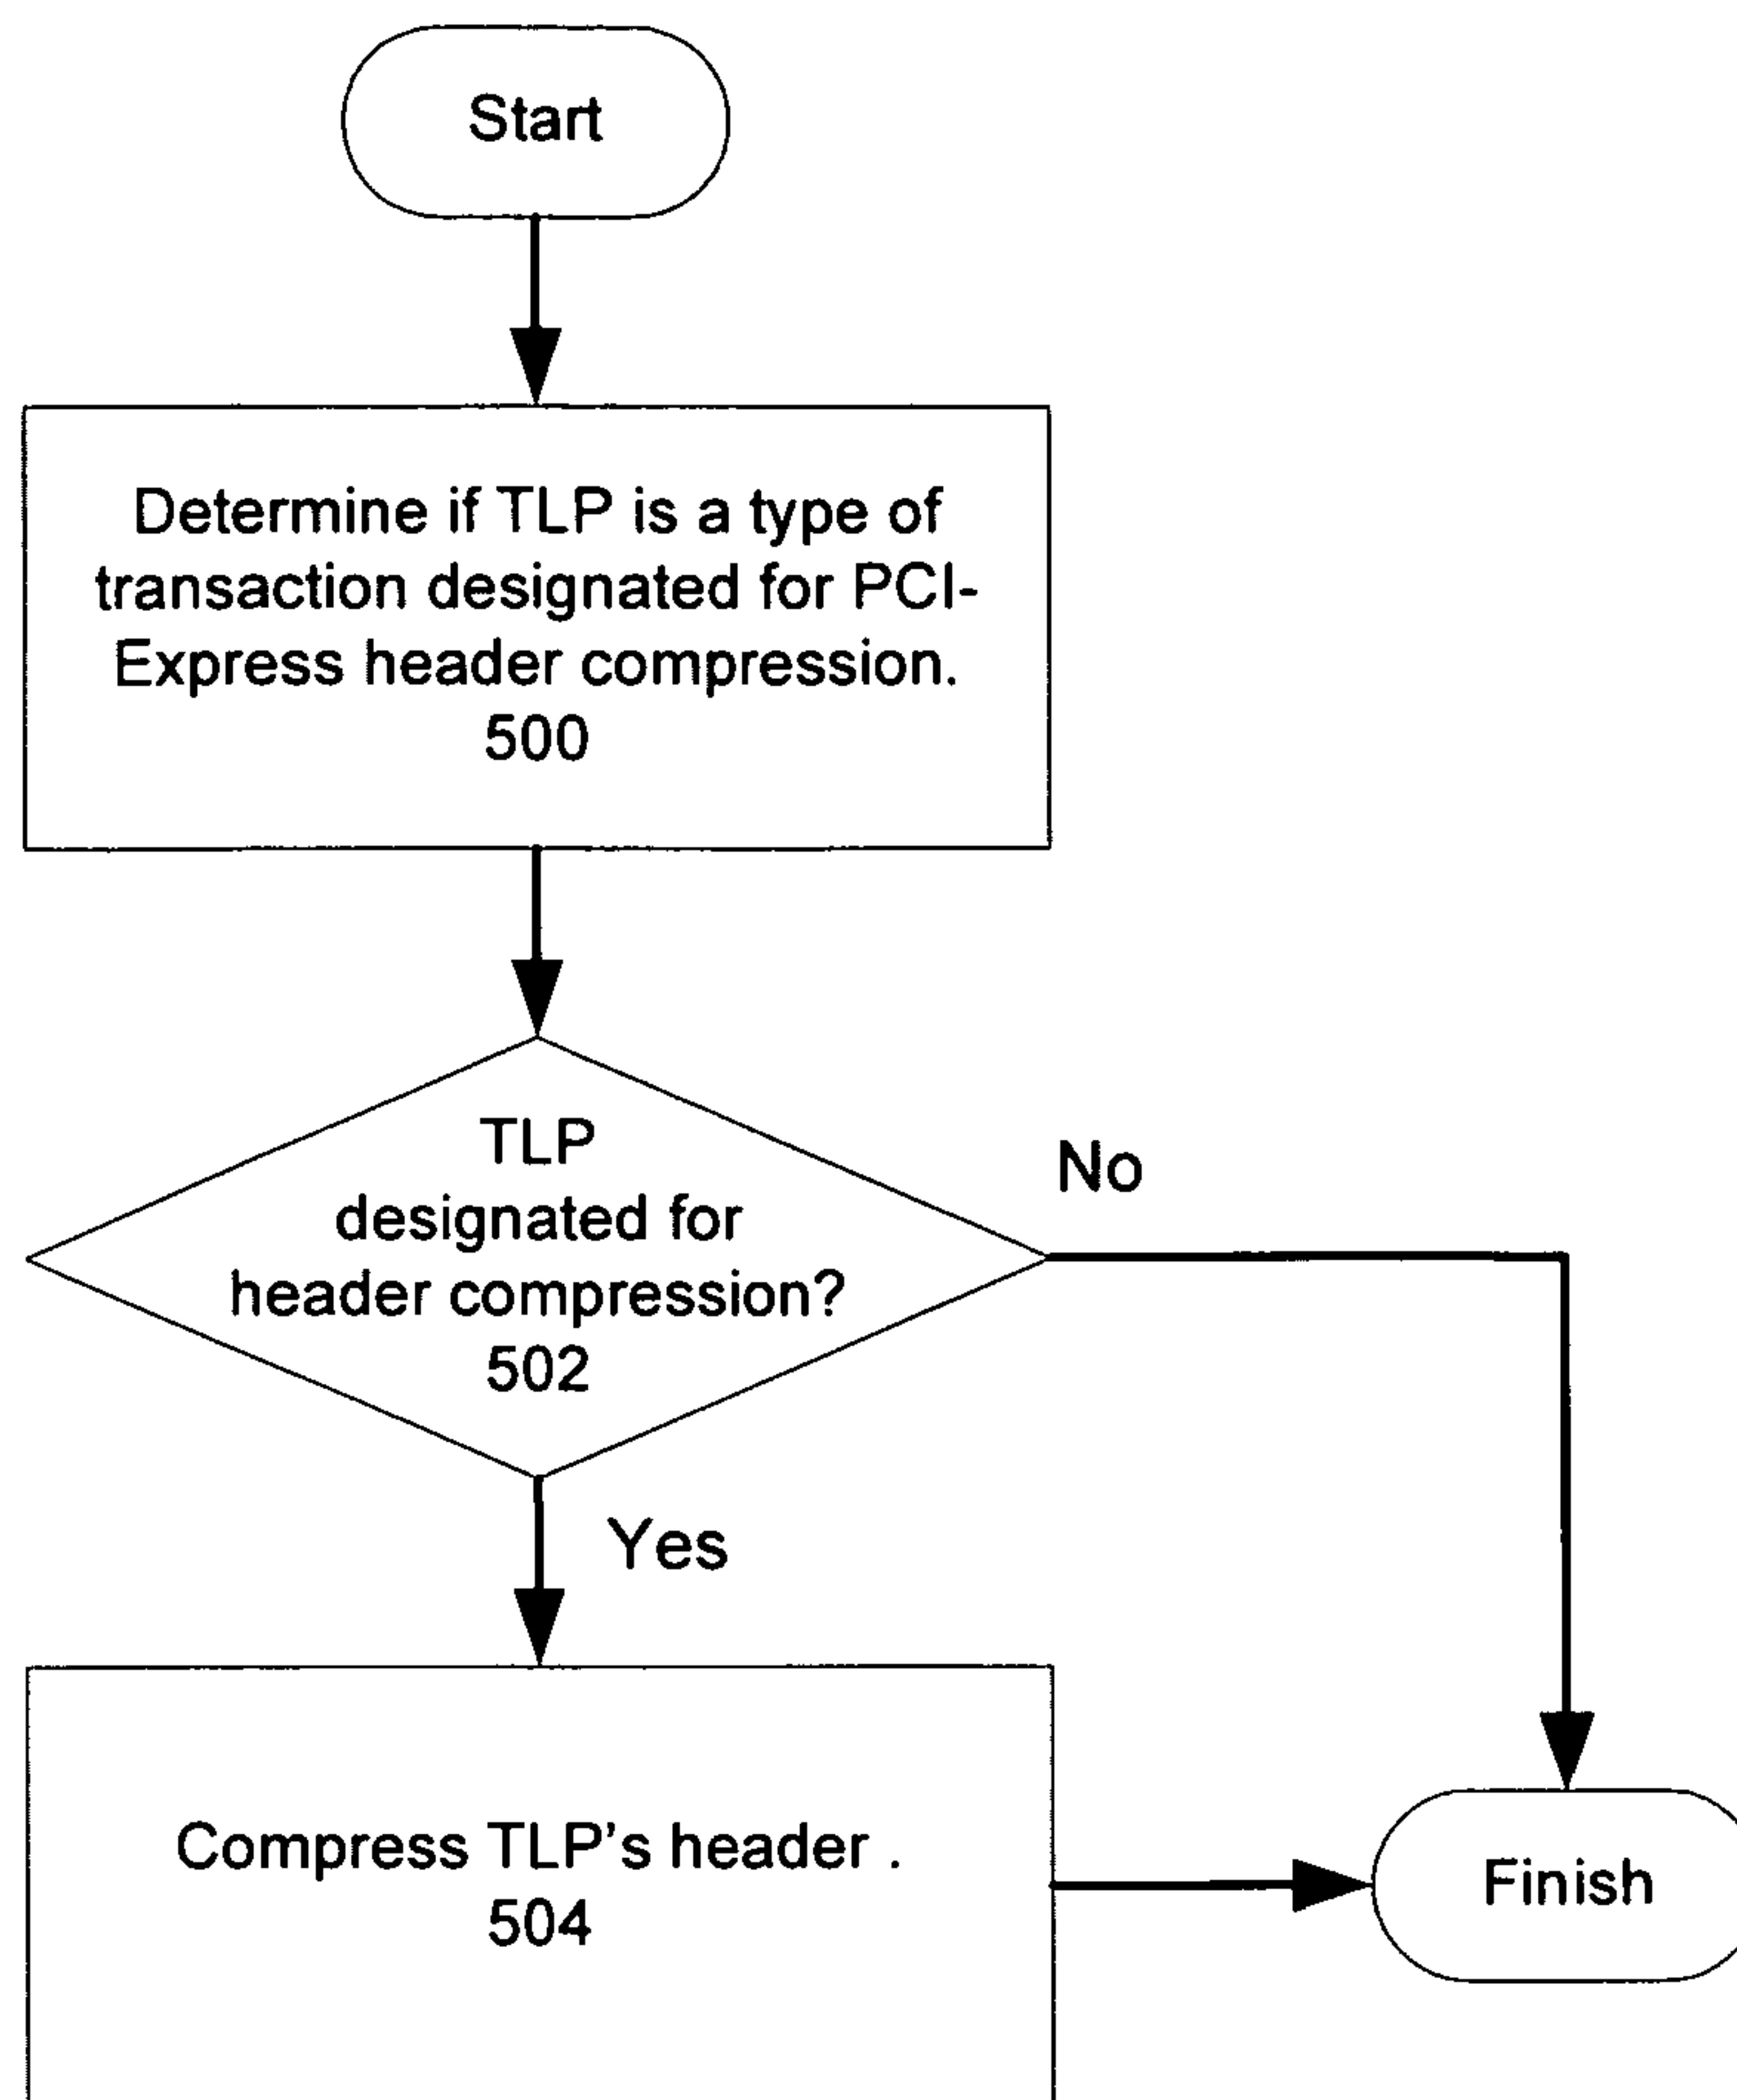 Start
Determine if TLP is a type of
transaction designated for PCI-
Express header compression.
500
TLP
designated for
header compression?
502
No
Yes
Compress TLP's header .
504
Finish